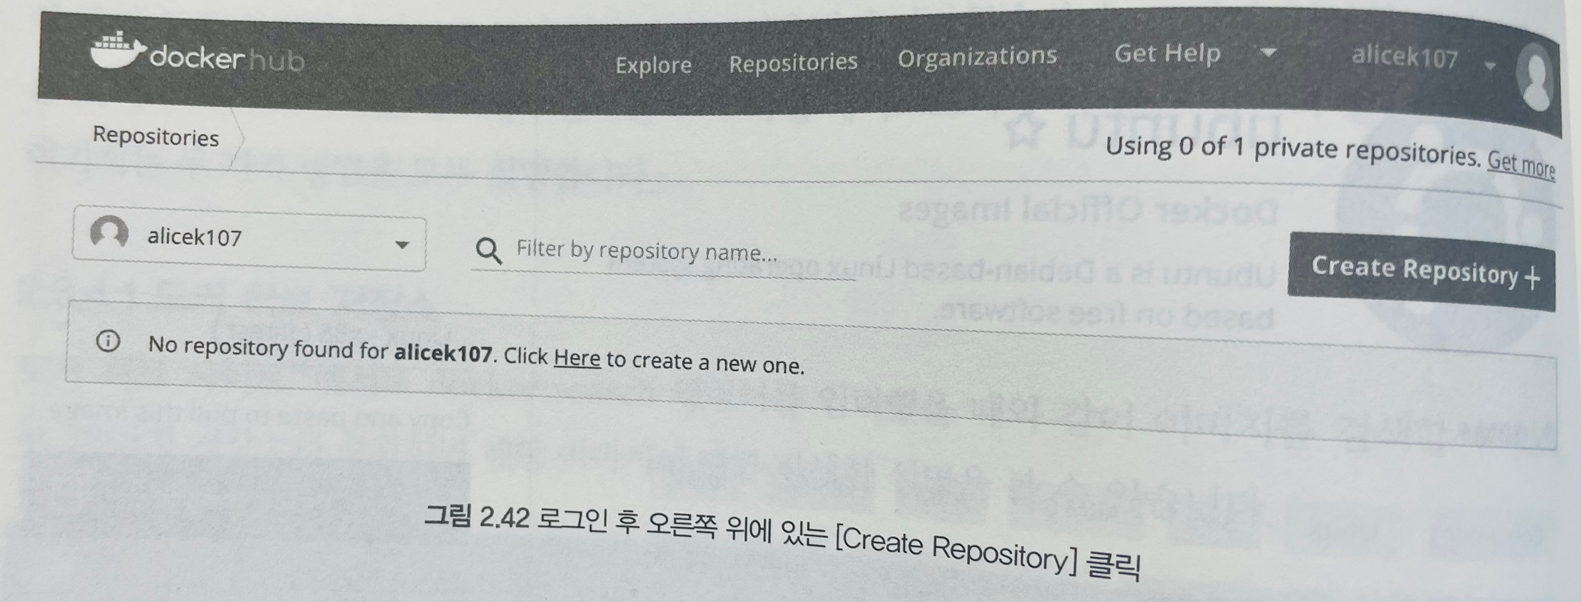 docker hub
Explore Repositories Organizations Get Help alicek107
Repositories
Using 0 of 1 private repositories. Get more
alicek107
Filter by repository name...
Create Repository+
No repository found for alicek107. Click Here to create a new one.
그림 2.42 로그인 후 오른쪽 위에 있는 [Create Repository] 클릭